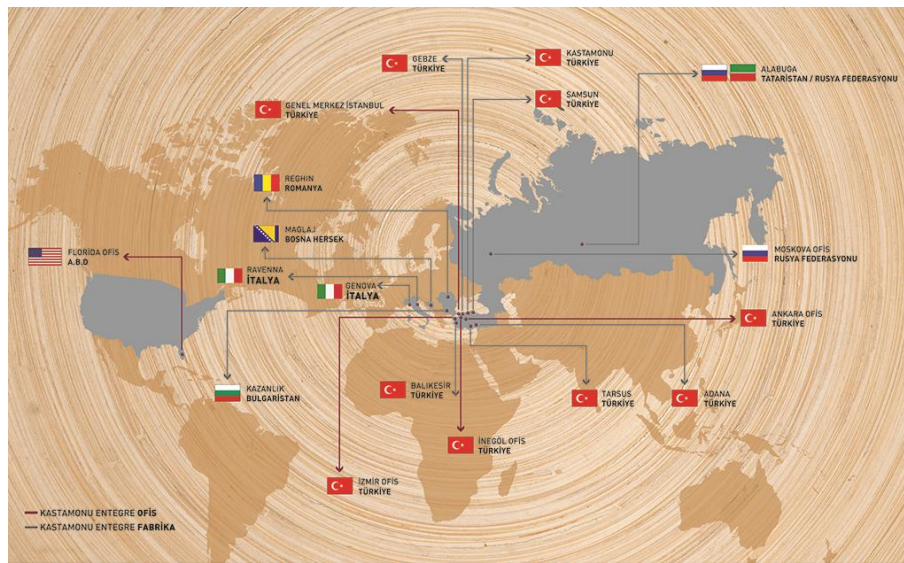 GEBZE
TÜRKİYE
KASTAMONU
TÜRKİYE
ALABUGA
TATARİSTAN / RUSYA FEDERASYONU
SAMSUN
TÜRKİYE
GENEL MERKEZ İSTANBUL
TÜRKİYE
REGHIN
ROMANYA
MAGLAJ
BOSNA HERSEK
FLORİDA OFİS
A.B.D
MOSKOVA OFİS
RUSYA FEDERASYONU
RAVENNA
İTALYA
GENOVA
İTALYA
ANKARA OFİS
TÜRKİYE
KAZANLIK
BULGARİSTAN
BALIKESİR
TÜRKİYE
TARSUS
TÜRKİYE
ADANA
TÜRKİYE
İNEGÖL OFİS
TÜRKİYE
İZMİR OFİS
TÜRKİYE
KASTAMONU ENTEGRE OFİS
KASTAMONU ENTEGRE FABRİKA